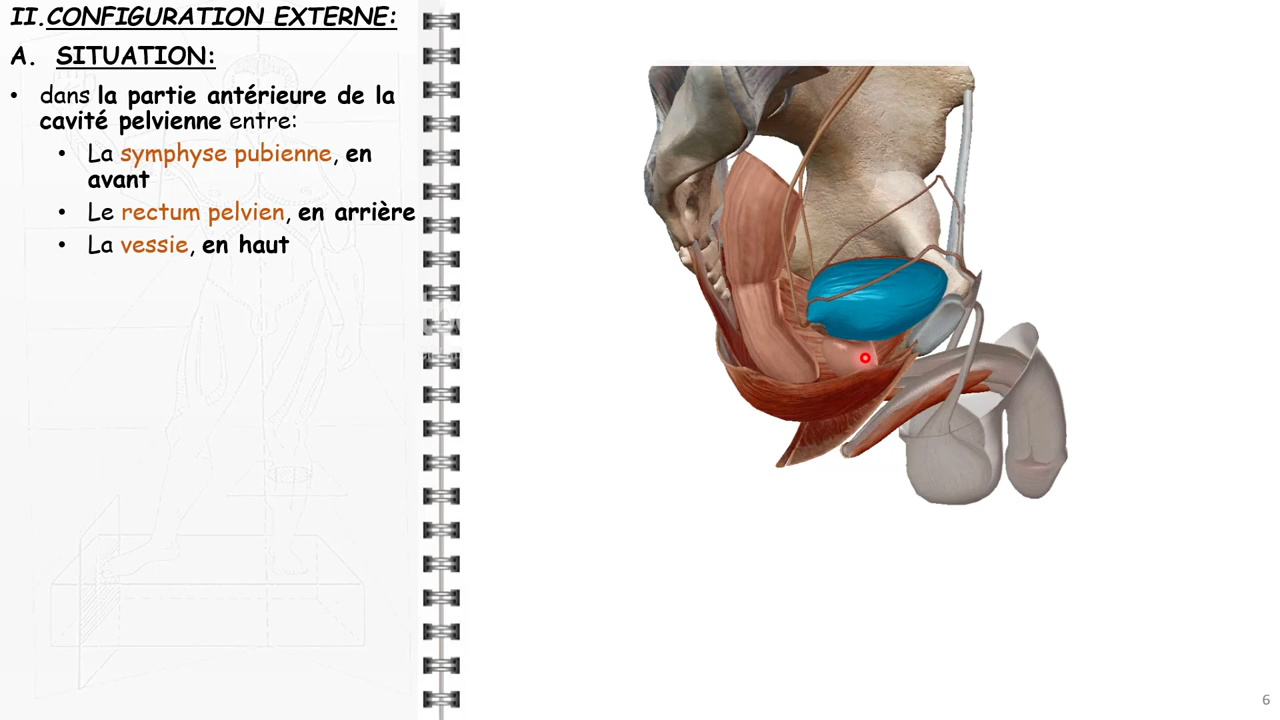 II.CONFIGURATION EXTERNE:
A. SITUATION:
• dans la partie antérieure de la
cavité pelvienne entre:
• La symphyse pubienne, en
avant
• Le rectum pelvien, en arrière
• La vessie, en haut
6